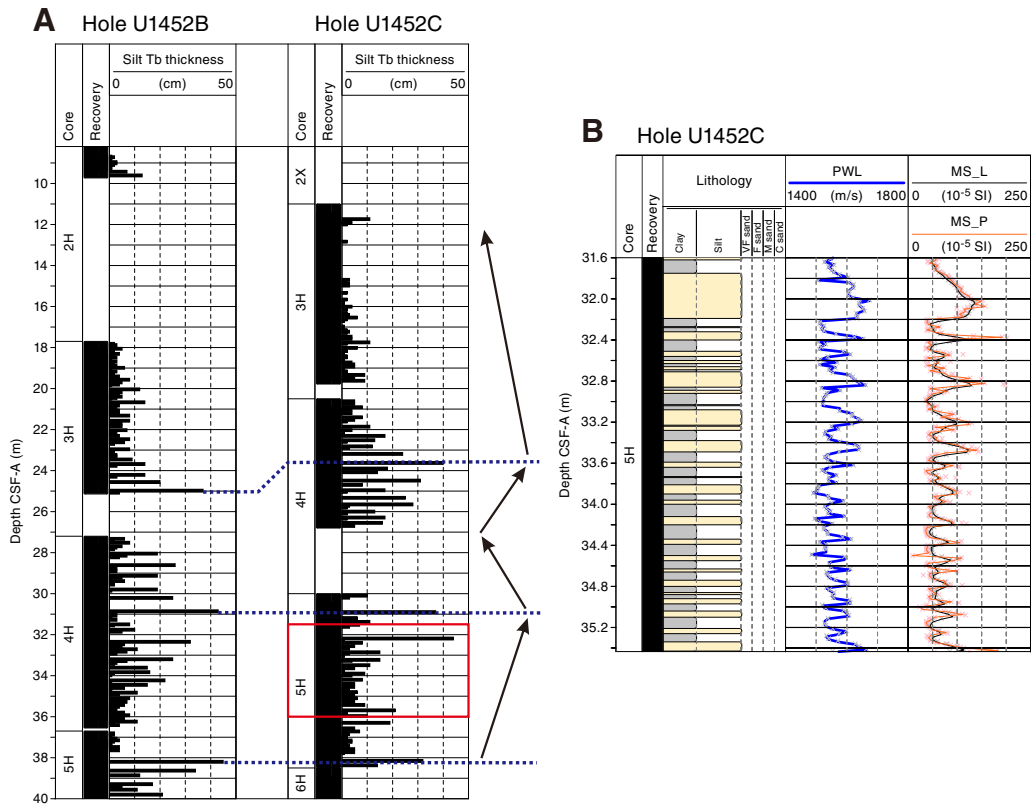 A Hole U1452B Hole U1452C
Silt Tb thickness Silt Tb thickness
0 (cm) 50 0 (cm) 50
Core Recovery Core Recovery
Depth CSF-A (m)
10
12
14
16
18
20
22
24
26
28
30
32
34
36
38
40
2H
3H
4H
5H
2X
3H
4H
5H
6H
B Hole U1452C
Lithology PWL MS_L
1400 (m/s) 1800 0 (10-5 SI) 250
MS_P
0 (10-5 SI) 250
Core Recovery Clay Silt VF sand F sand M sand C sand
Depth CSF-A (m)
31.6
32.0
32.4
32.8
33.2
33.6
34.0
34.4
34.8
35.2
5H